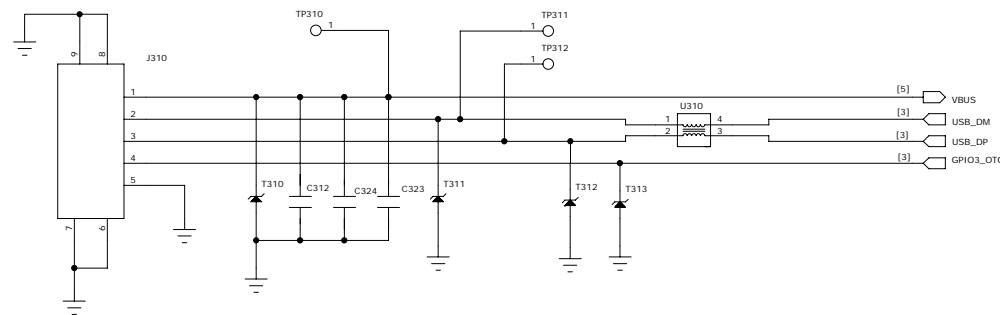 TP310
1
TP311
1
TP312
1
9
8
J310
1
2
3
4
5
7
6
T310
C312
C324
C323
T311
T312
T313
U310
1
2
4
3
[5]
VBUS
[3]
USB_DM
[3]
USB_DP
[3]
GPIO3_OTG